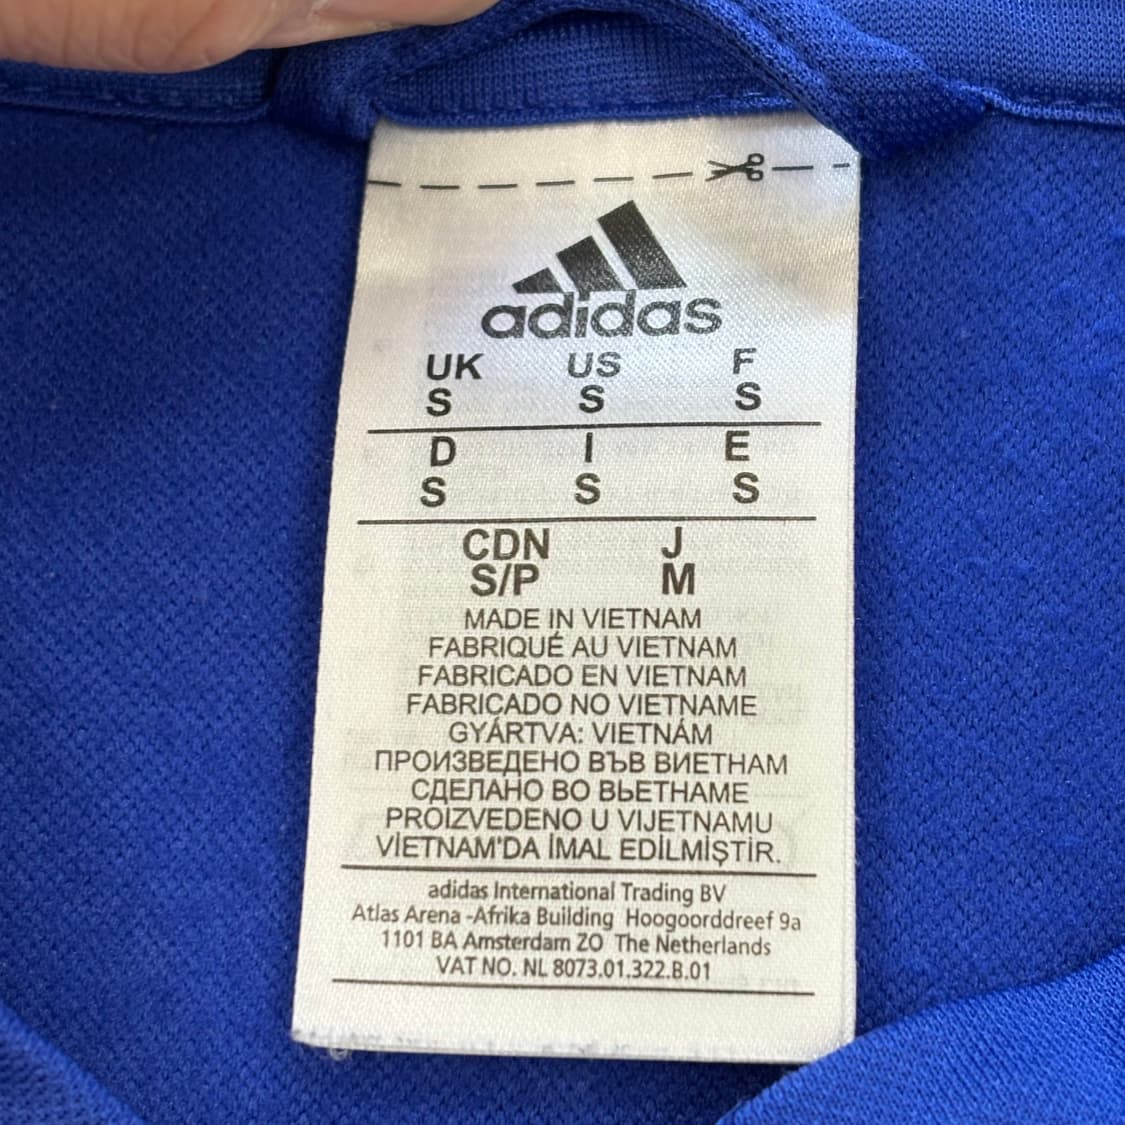 adidas
UK US F
S S S
D I E
S S S
CDN J
S/P M
MADE IN VIETNAM
FABRIQUÉ AU VIETNAM
FABRICADO EN VIETNAM
FABRICADO NO VIETNAME
GYÁRTVA: VIETNÁM
ПРОИЗВЕДЕНО ВЪВ ВИЕТНАМ
СДЕЛАНО ВО ВЬЕТНАМЕ
PROIZVEDENO U VIJETNAMU
VİETNAM'DA İMAL EDİLMİŞTİR.
adidas International Trading BV
Atlas Arena -Afrika Building Hoogoorddreef 9a
1101 BA Amsterdam ZO The Netherlands
VAT NO. NL 8073.01.322.B.01